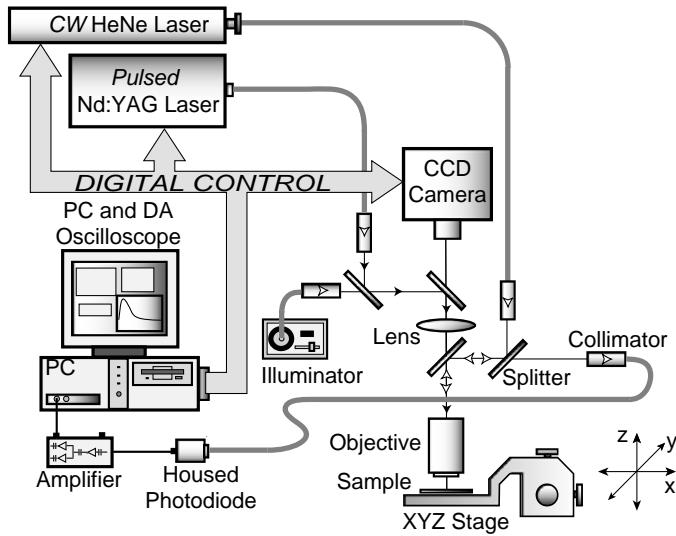 CW HeNe Laser
Pulsed
Nd:YAG Laser
CCD
Camera
DIGITAL CONTROL
PC and DA
Oscilloscope
Lens
Collimator
Illuminator
Splitter
PC
Objective
Amplifier
Housed
Photodiode
Sample
XYZ Stage
z
y
x